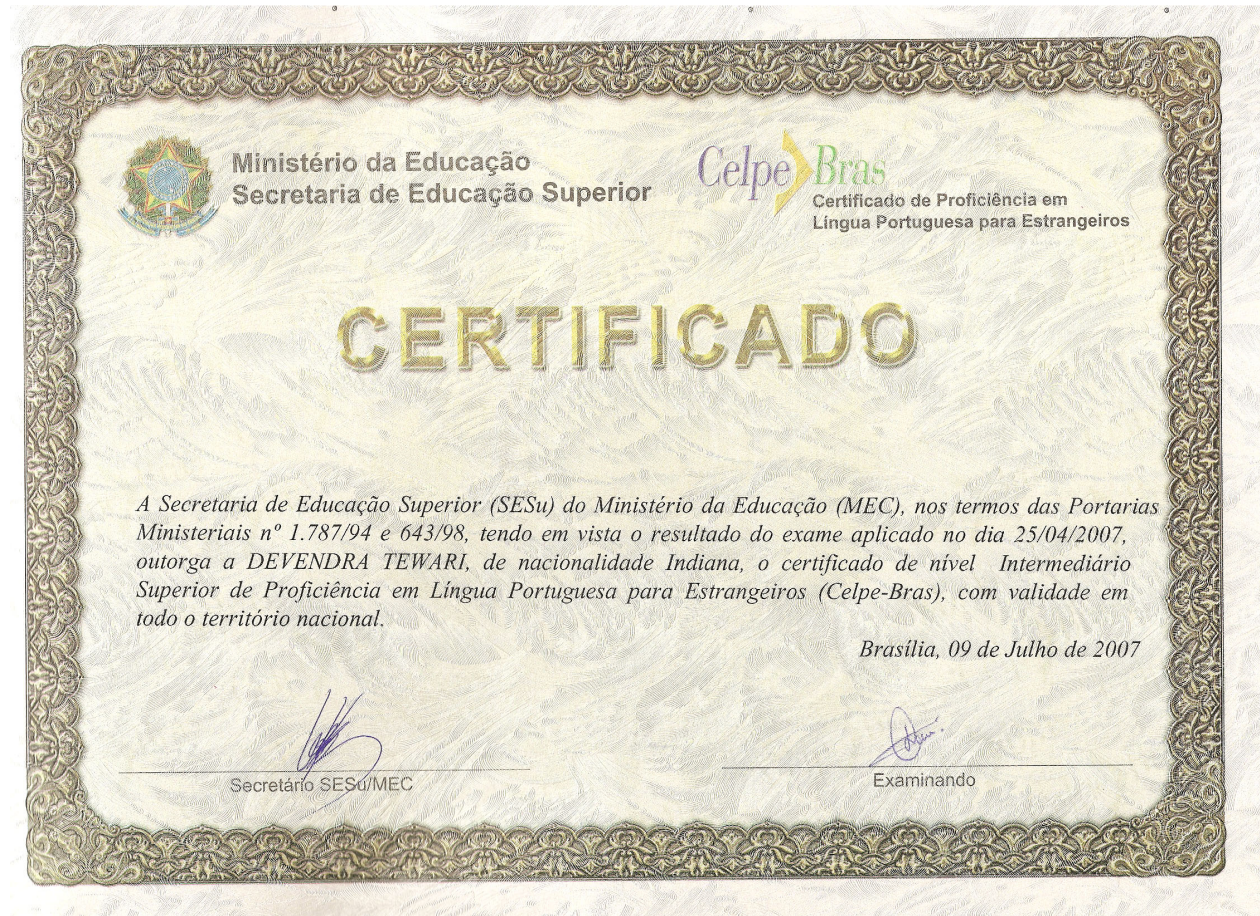 Ministério da Educação
Secretaria de Educação Superior
Celpe Bras
Certificado de Proficiência em
Língua Portuguesa para Estrangeiros
CERTIFICADO
A Secretaria de Educação Superior (SESu) do Ministério da Educação (MEC), nos termos das Portarias
Ministeriais nº 1.787/94 e 643/98, tendo em vista o resultado do exame aplicado no dia 25/04/2007,
outorga a DEVENDRA TEWARI, de nacionalidade Indiana, o certificado de nível Intermediário
Superior de Proficiência em Língua Portuguesa para Estrangeiros (Celpe-Bras), com validade em
todo o território nacional.
Brasília, 09 de Julho de 2007
Secretário SESu/MEC
Examinando